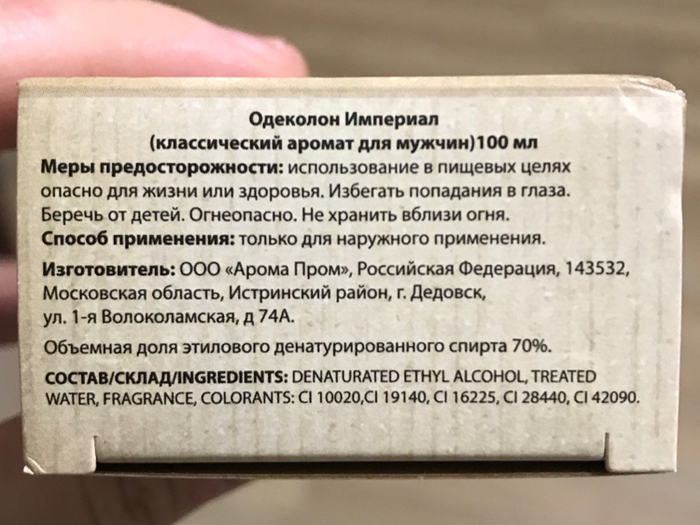 Одеколон Империал
(классический аромат для мужчин)100 мл
Меры предосторожности: использование в пищевых целях
опасно для жизни или здоровья. Избегать попадания в глаза.
Беречь от детей. Огнеопасно. Не хранить вблизи огня.
Способ применения: только для наружного применения.
Изготовитель: ООО «Арома Пром», Российская Федерация, 143532,
Московская область, Истринский район, г. Дедовск,
ул. 1-я Волоколамская, д 74А.
Объемная доля этилового денатурированного спирта 70%.
СОСТАВ/СКЛАД/INGREDIENTS: DENATURATED ETHYL ALCOHOL, TREATED
WATER, FRAGRANCE, COLORANTS: CI 10020,CI 19140, CI 16225, CI 28440, CI 42090.